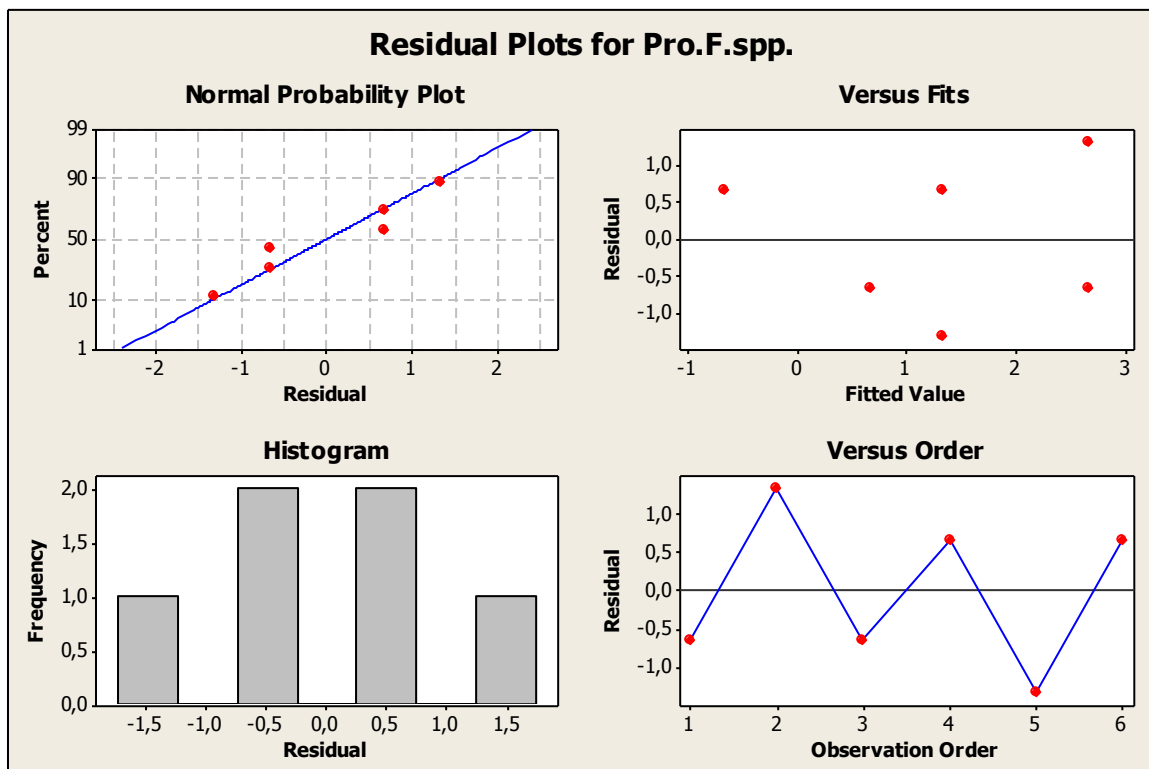 Residual Plots for Pro.F.spp.
Normal Probability Plot
99
90
50
10
1
Percent
-2 -1 0 1 2
Residual
Versus Fits
1,0
0,5
0,0
-0,5
-1,0
Residual
-1 0 1 2 3
Fitted Value
Histogram
2,0
1,5
1,0
0,5
0,0
Frequency
-1,5 -1,0 -0,5 0,0 0,5 1,0 1,5
Residual
Versus Order
1,0
0,5
0,0
-0,5
-1,0
Residual
1 2 3 4 5 6
Observation Order